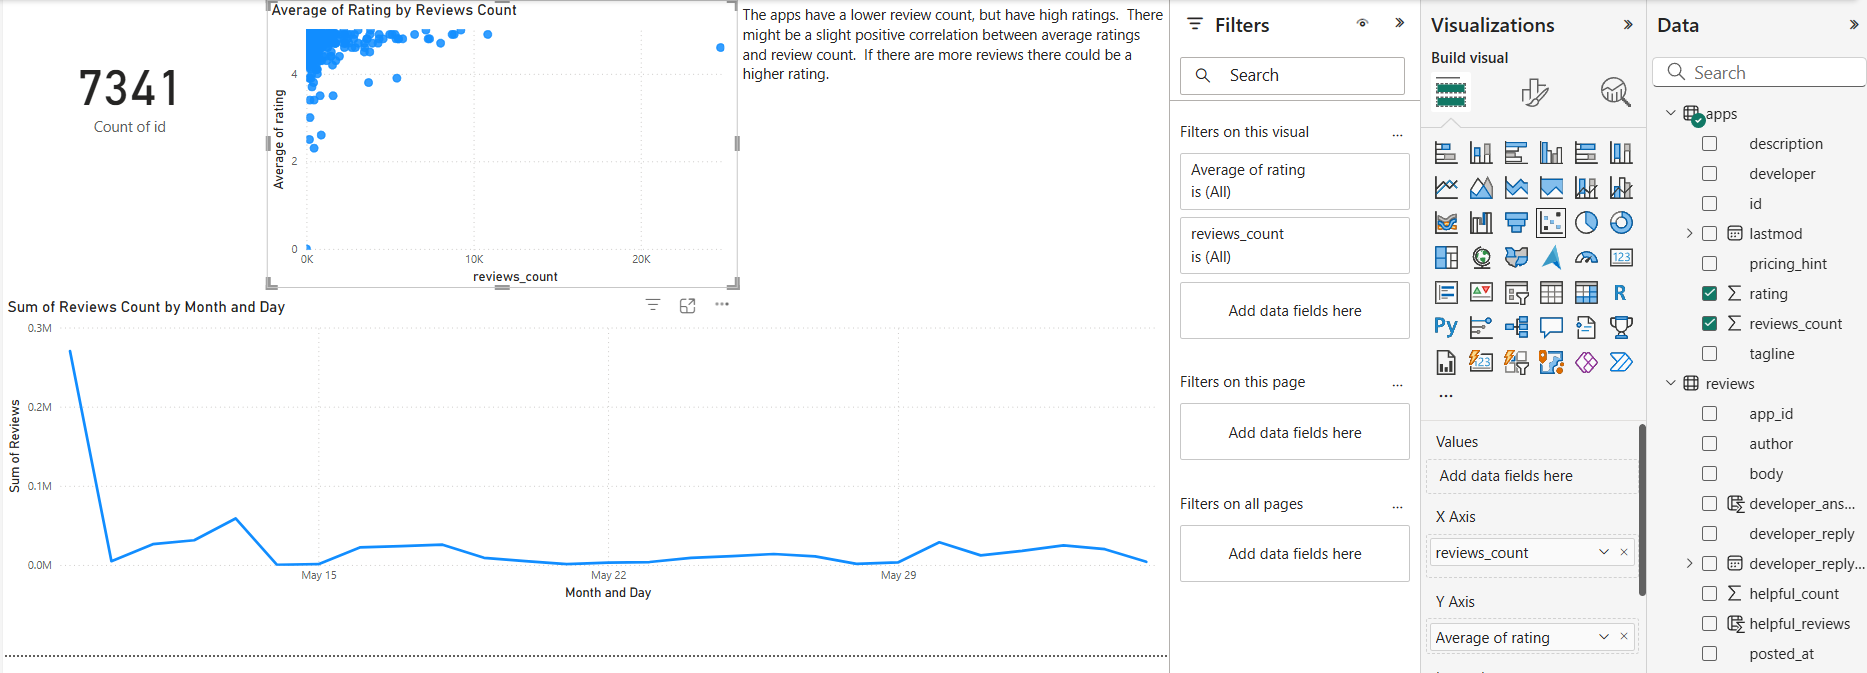 Average of Rating by Reviews Count
The apps have a lower review count, but have high ratings.  There
might be a slight positive correlation between average ratings
and review count.  If there are more reviews there could be a
higher rating.
7341
Count of id
Average of rating
4
2
0
0K
10K
20K
reviews_count
Sum of Reviews Count by Month and Day
Sum of Reviews
0.3M
0.2M
0.1M
0.0M
May 15
May 22
May 29
Month and Day
Filters
Search
Filters on this visual
...
Average of rating
is (All)
reviews_count
is (All)
Add data fields here
Filters on this page
...
Add data fields here
Filters on all pages
...
Add data fields here
Visualizations
Build visual
123
R
Py
123
...
Values
Add data fields here
X Axis
reviews_count
Y Axis
Average of rating
Data
Search
apps
description
developer
id
lastmod
pricing_hint
rating
reviews_count
tagline
reviews
app_id
author
body
developer_ans...
developer_reply
developer_reply...
helpful_count
helpful_reviews
posted_at